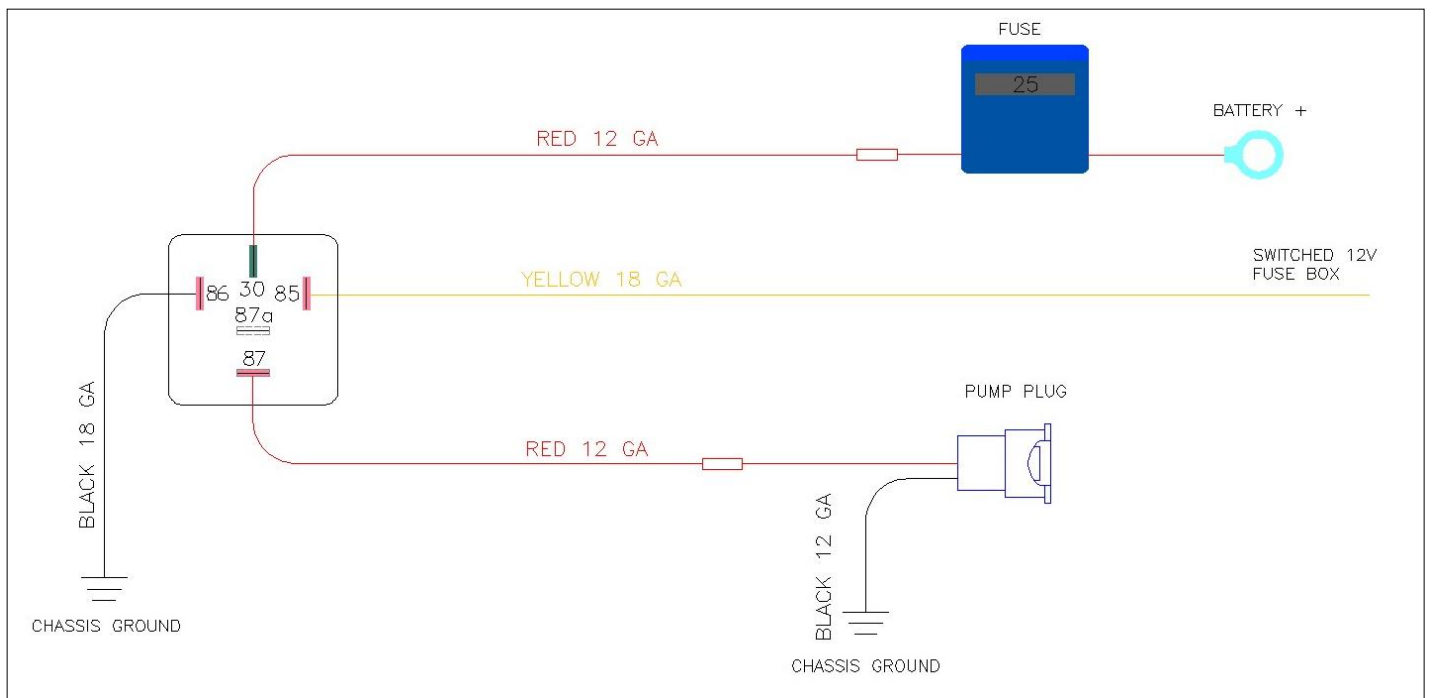 FUSE
25
BATTERY +
RED 12 GA
SWITCHED 12V
FUSE BOX
YELLOW 18 GA
86 30 85
87a
87
BLACK 18 GA
PUMP PLUG
RED 12 GA
BLACK 12 GA
CHASSIS GROUND
CHASSIS GROUND